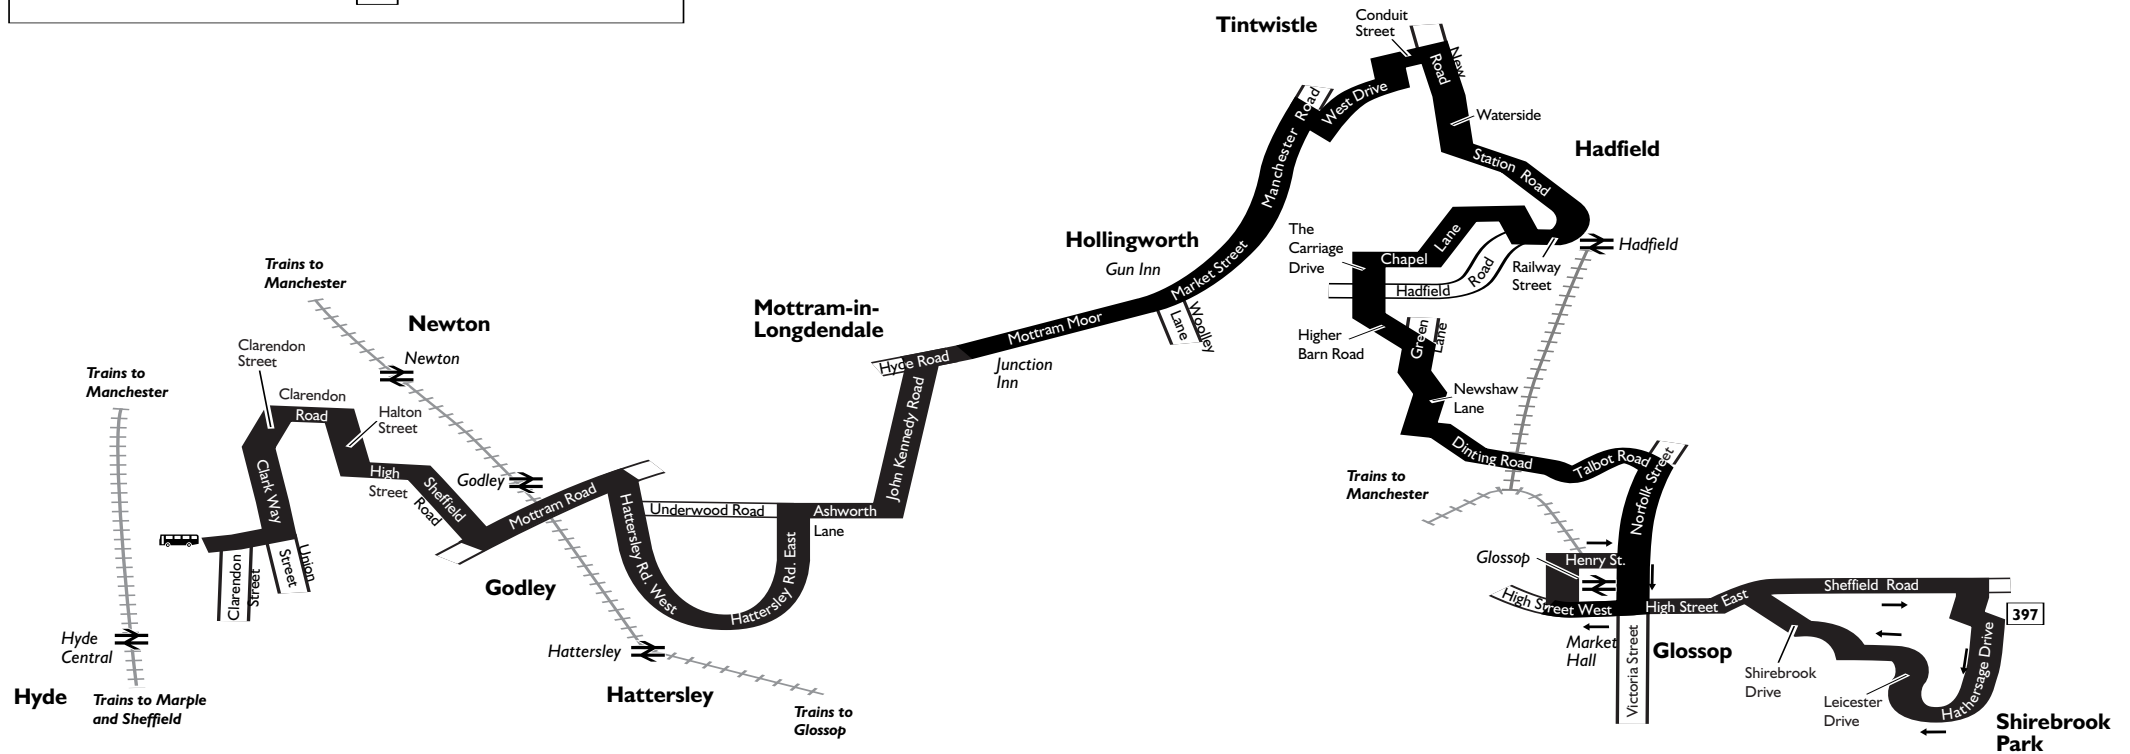 Tintwistle
Conduit
Street
New
Road
West Drive
Waterside
Manchester Road
Station Road
Hadfield
Hadfield
Railway
Street
The
Carriage
Drive
Chapel
Lane
Hadfield
Road
Higher
Barn Road
Green
Lane
Newshaw
Lane
Dinting Road
Talbot Road
Norfolk Street
Trains to
Manchester
Hollingworth
Gun Inn
Market Street
Woolley
Lane
Mottram Moor
Junction
Inn
Mottram-in-
Longdendale
Hyde Road
John Kennedy Road
Ashworth
Lane
Underwood Road
Hattersley Rd. East
Hattersley Rd. West
Trains to
Manchester
Newton
Newton
Godley
Mottram Road
Godley
Hattersley
Hattersley
Trains to
Glossop
Clarendon
Street
Clarendon
Road
Halton
Street
High
Street
Sheffield
Road
Clark Way
Clarendon
Street
Union
Street
Trains to
Manchester
Hyde
Central
Hyde
Trains to Marple
and Sheffield
Glossop
Henry St.
High Street West
High Street East
Market
Hall
Victoria Street
Glossop
Sheffield Road
397
Shirebrook
Drive
Leicester
Drive
Hathersage Drive
Shirebrook
Park